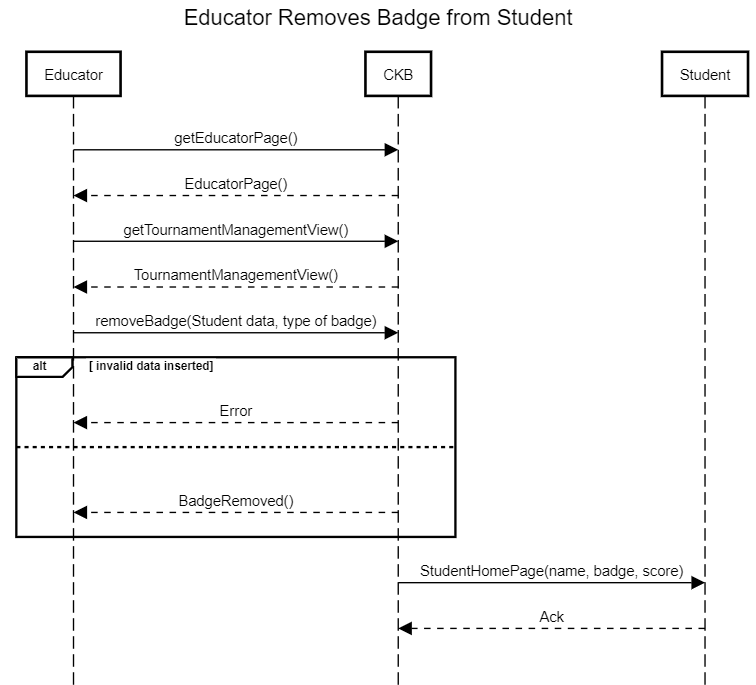 Educator Removes Badge from Student
Educator
CKB
Student
getEducatorPage()
EducatorPage()
getTournamentManagementView()
TournamentManagementView()
removeBadge(Student data, type of badge)
alt
[ invalid data inserted]
Error
BadgeRemoved()
StudentHomePage(name, badge, score)
Ack